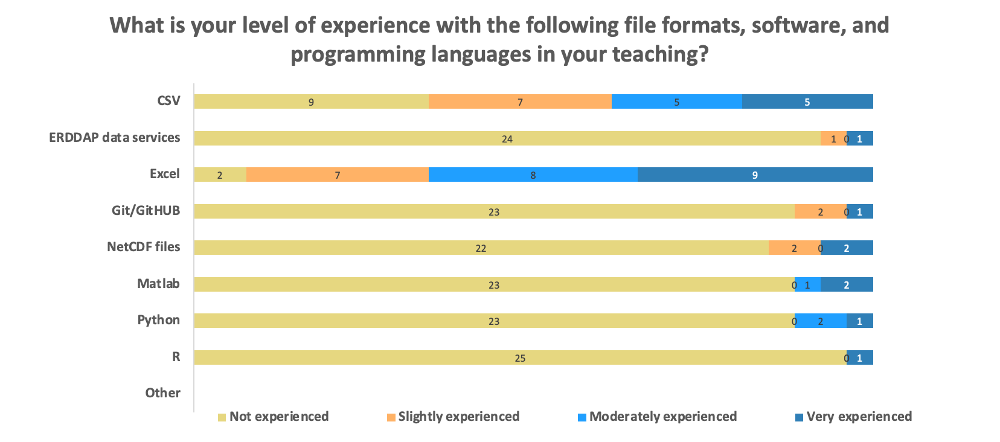 What is your level of experience with the following file formats, software, and
programming languages in your teaching?
CSV 9 7 5 5
ERDDAP data services 24 1 0 1
Excel 2 7 8 9
Git/GitHUB 23 2 0 1
NetCDF files 22 2 0 2
Matlab 23 0 1 2
Python 23 0 2 1
R 25 0 1
Other
Not experienced Slightly experienced Moderately experienced Very experienced